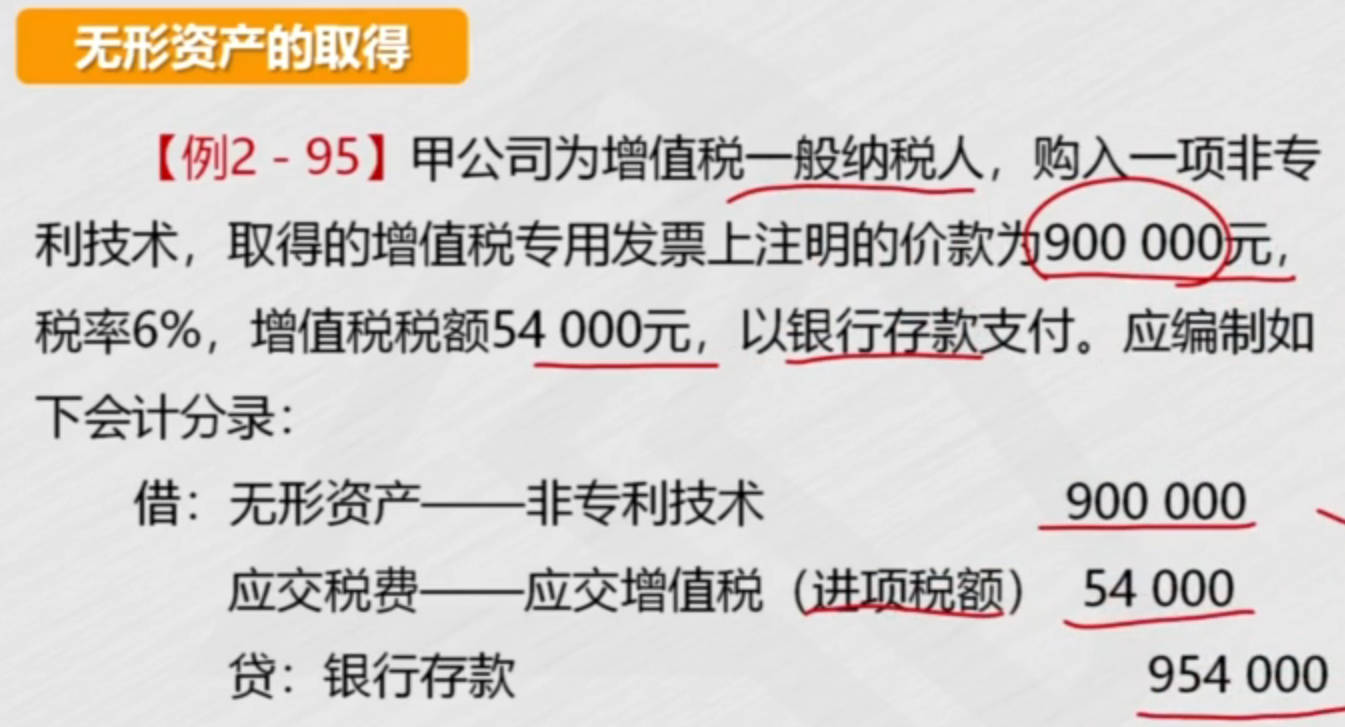 无形资产的取得
【例2-95】甲公司为增值税一般纳税人，购入一项非专
利技术，取得的增值税专用发票上注明的价款为900 000元，
税率6%，增值税税额54 000元，以银行存款支付。应编制如
下会计分录：
借：无形资产——非专利技术 900 000
应交税费——应交增值税（进项税额） 54 000
贷：银行存款 954 000